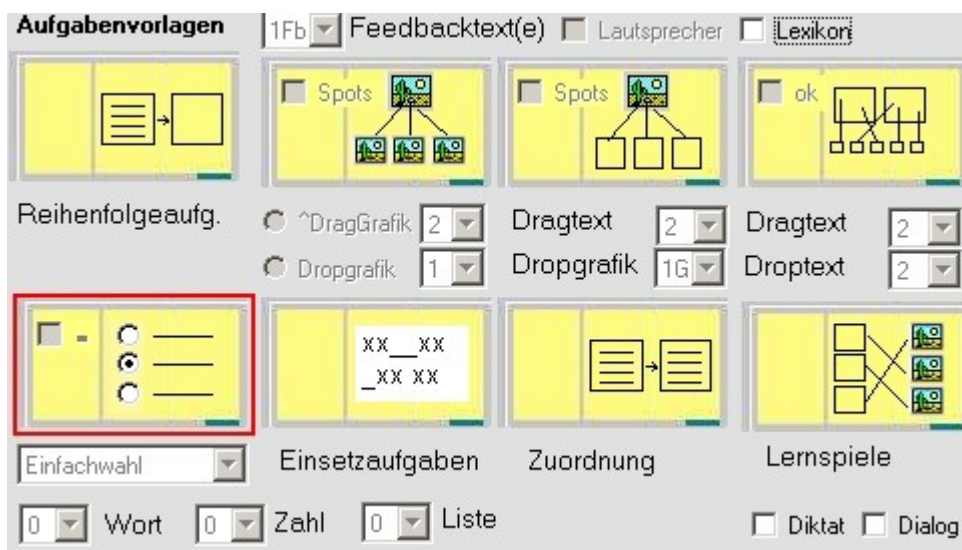 Aufgabenvorlagen 1Fb Feedbacktext(e) Lautsprecher Lexikon
Spots Spots ok
Reihenfolgeaufg. ^DragGrafik 2 Dragtext 2 Dragtext 2
Dropgrafik 1 Dropgrafik 1G Droptext 2
-
xx__xx
_xx xx
Einfachwahl Einsetzaufgaben Zuordnung Lernspiele
0 Wort 0 Zahl 0 Liste Diktat Dialog